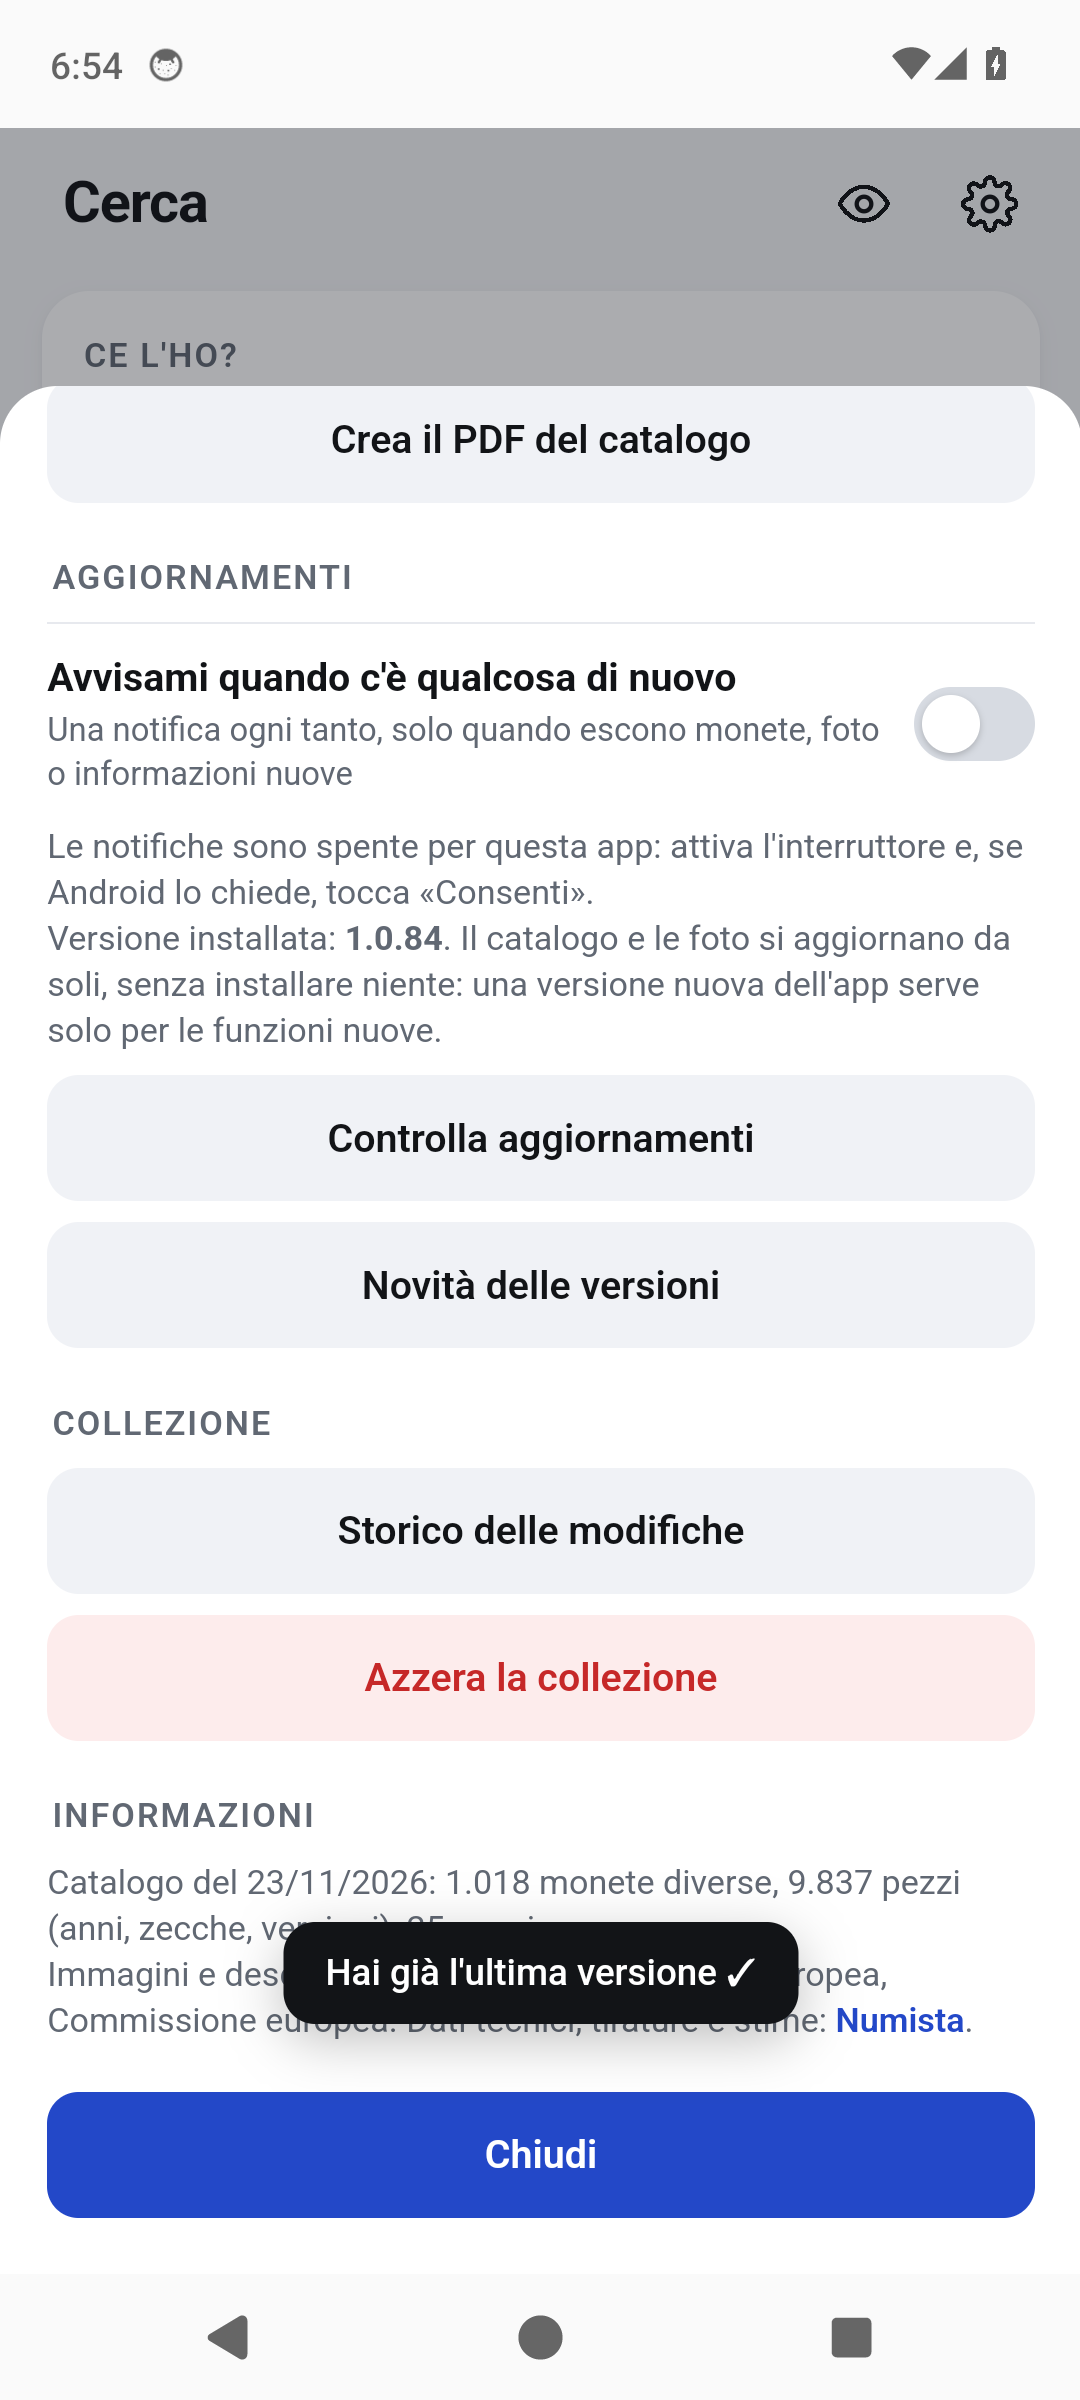 6:54
Cerca
CE L'HO?
Crea il PDF del catalogo
AGGIORNAMENTI
Avvisami quando c'è qualcosa di nuovo
Una notifica ogni tanto, solo quando escono monete, foto
o informazioni nuove
Le notifiche sono spente per questa app: attiva l'interruttore e, se
Android lo chiede, tocca «Consenti».
Versione installata: 1.0.84. Il catalogo e le foto si aggiornano da
soli, senza installare niente: una versione nuova dell'app serve
solo per le funzioni nuove.
Controlla aggiornamenti
Novità delle versioni
COLLEZIONE
Storico delle modifiche
Azzera la collezione
INFORMAZIONI
Catalogo del 23/11/2026: 1.018 monete diverse, 9.837 pezzi
(anni, zecche,
Immagini e
Hai già l'ultima versione ✓
Commissione europea. Dati tecnici, tirature e stime: Numista.
Chiudi